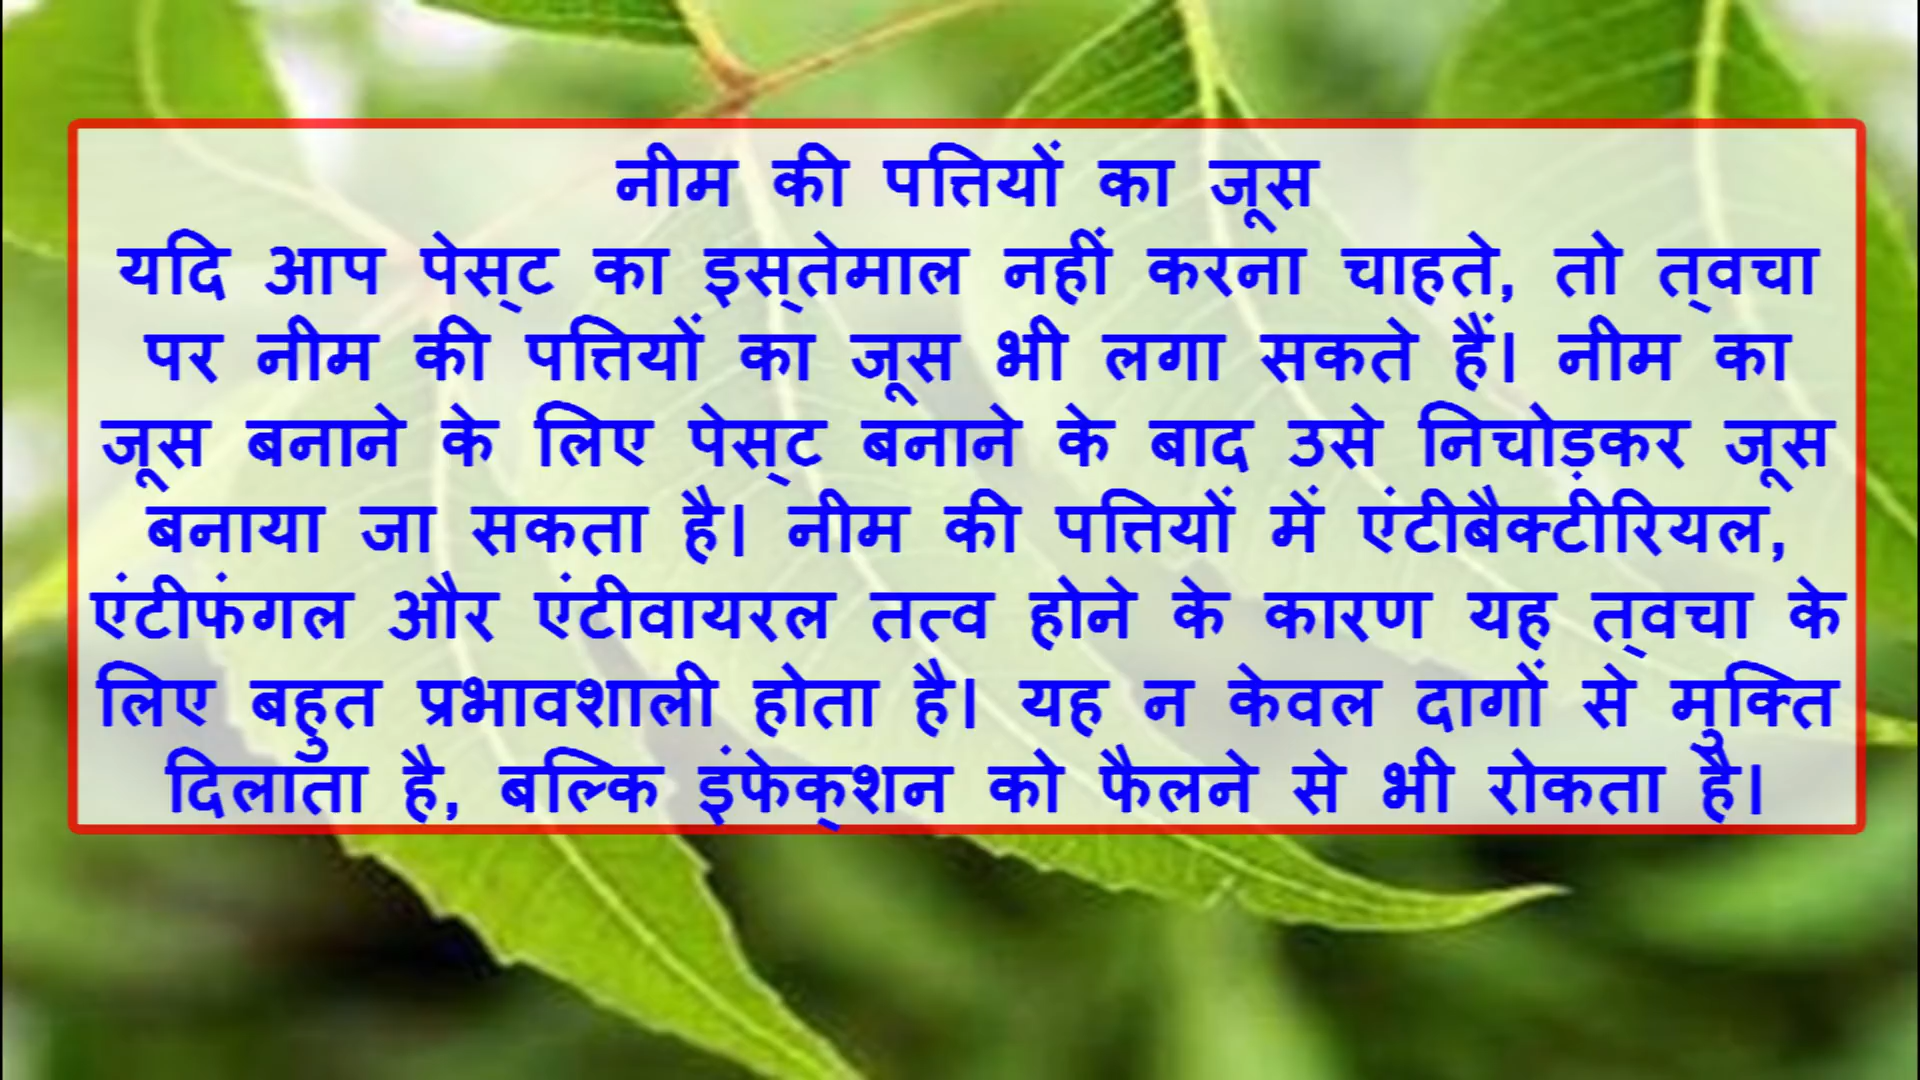 नीम की पत्तियों का जूस
यदि आप पेस्‌ट का इस्‌तेमाल नहीं करना चाहते, तो त्‌वचा
पर नीम की पत्तियों का जूस भी लगा सकते हैं। नीम का
जूस बनाने के लिए पेस्‌ट बनाने के बाद उसे निचोड़कर जूस
बनाया जा सकता है। नीम की पत्तियों में एंटीबैक्टीरियल,
एंटीफंगल और एंटीवायरल तत्व होने के कारण यह त्‌वचा के
लिए बहुत प्रभावशाली होता है। यह न केवल दागों से मुक्ति
दिलाता है, बल्कि इंफेक्‌शन को फैलने से भी रोकता है।